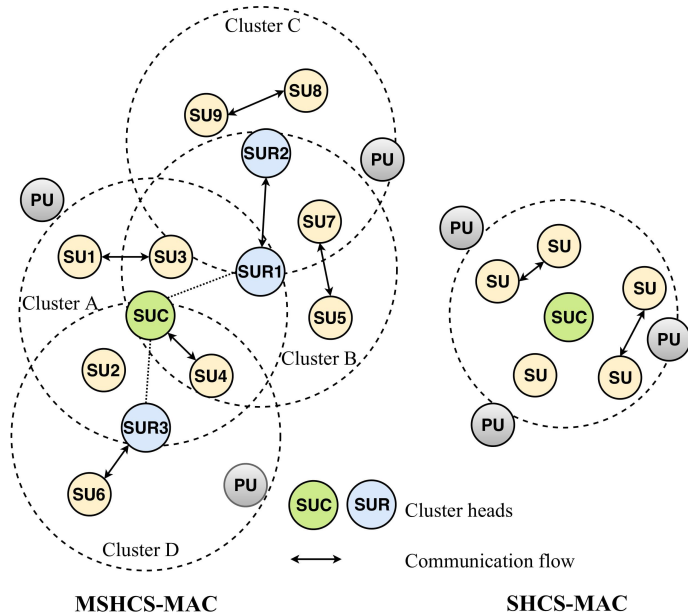 Cluster C
SU8
SU9
SUR2
PU
PU
SU7
PU
SU1
SU3
SUR1
SU
SU
SU
Cluster A
SUC
SU5
SUC
PU
Cluster B
SU2
SU4
SU
SU
SUR3
PU
SU6
PU
SUC
SUR
Cluster heads
Cluster D
Communication flow
MSHCS-MAC
SHCS-MAC